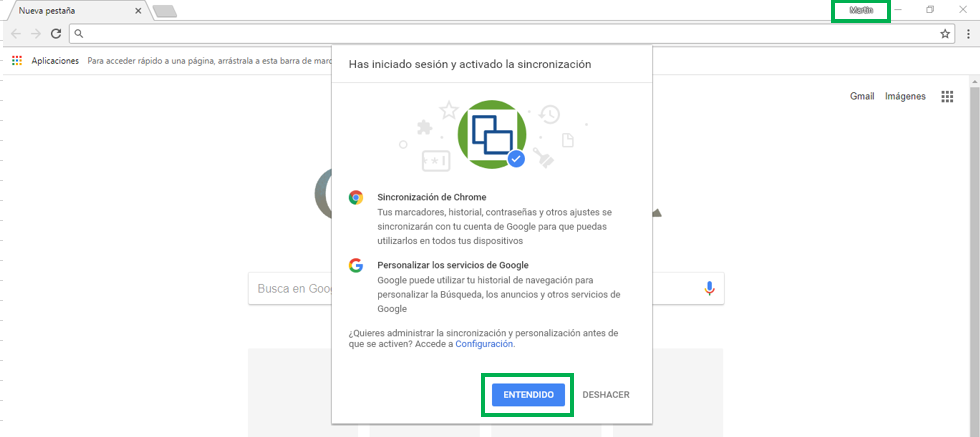 Nueva pestaña
Martin
Aplicaciones
Para acceder rápido a una página, arrástrala a esta barra de marc
Gmail
Imágenes
Has iniciado sesión y activado la sincronización
Sincronización de Chrome
Tus marcadores, historial, contraseñas y otros ajustes se
sincronizarán con tu cuenta de Google para que puedas
utilizarlos en todos tus dispositivos
Personalizar los servicios de Google
Google puede utilizar tu historial de navegación para
personalizar la Búsqueda, los anuncios y otros servicios de
Google
Busca en Goog
¿Quieres administrar la sincronización y personalización antes de
que se activen? Accede a Configuración.
ENTENDIDO
DESHACER